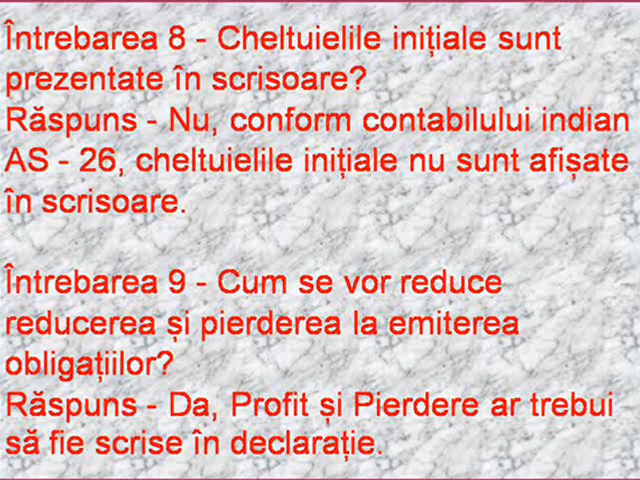 Întrebarea 8 - Cheltuielile inițiale sunt
prezentate în scrisoare?
Răspuns - Nu, conform contabilului indian
AS - 26, cheltuielile inițiale nu sunt afișate
în scrisoare.
Întrebarea 9 - Cum se vor reduce
reducerea și pierderea la emiterea
obligațiilor?
Răspuns - Da, Profit și Pierdere ar trebui
să fie scrise în declarație.